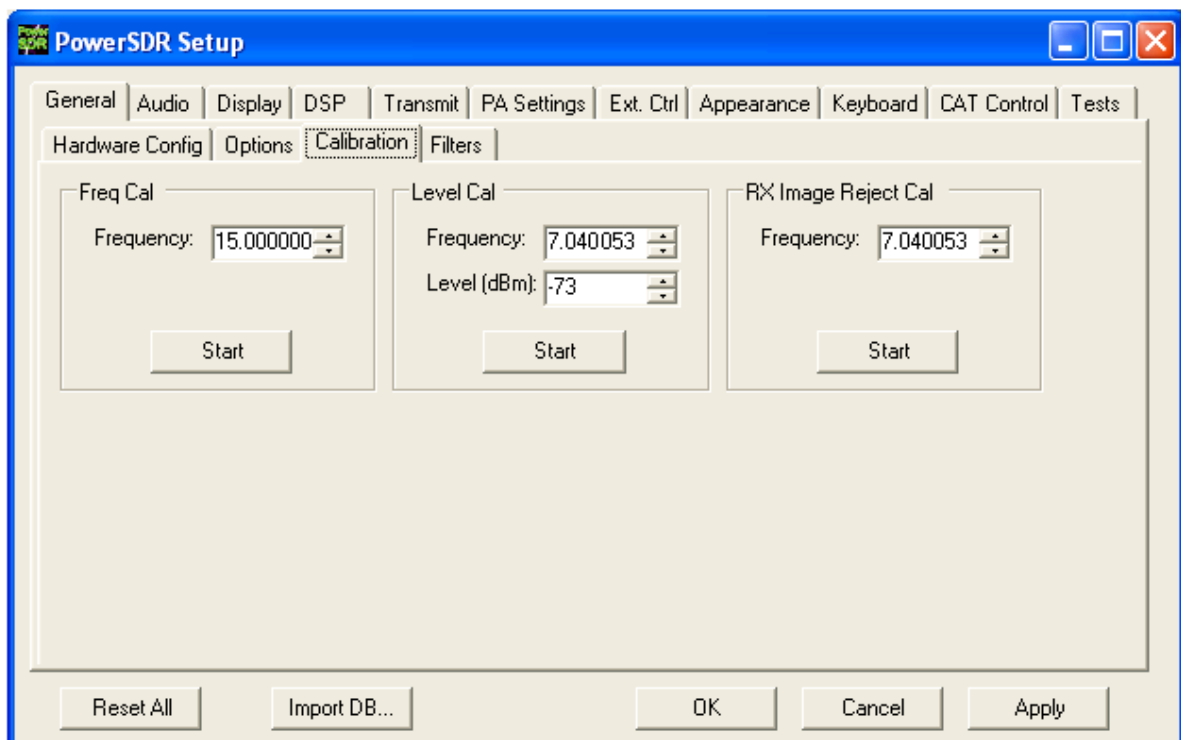 PowerSDR Setup
General Audio Display DSP Transmit PA Settings Ext. Ctrl Appearance Keyboard CAT Control Tests
Hardware Config Options Calibration Filters
Freq Cal Level Cal RX Image Reject Cal
Frequency: 15.000000 Frequency: 7.040053 Frequency: 7.040053
Level (dBm): -73
Start Start Start
Reset All Import DB... OK Cancel Apply